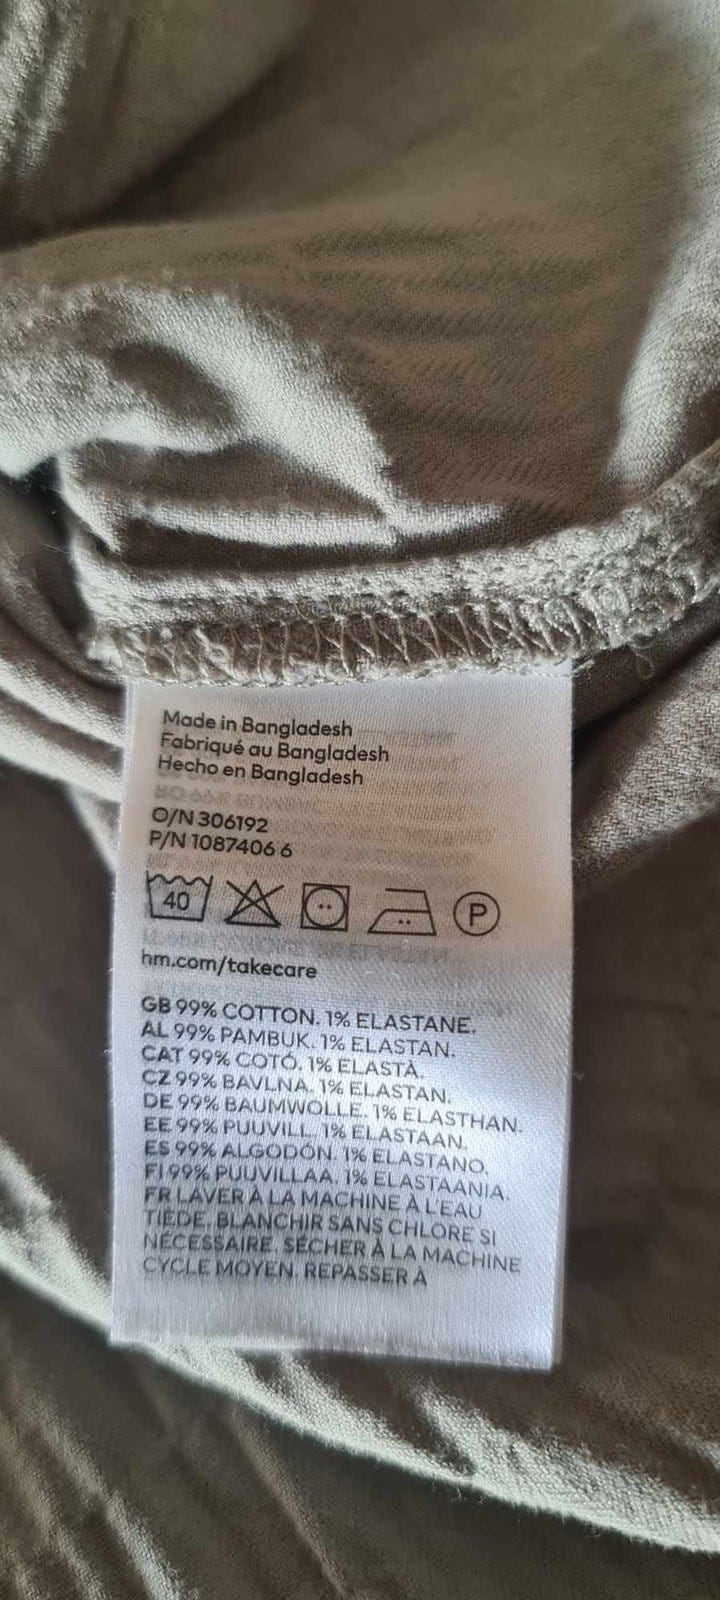 Made in Bangladesh
Fabriqué au Bangladesh
Hecho en Bangladesh
O/N 306192
P/N 1087406 6
40 P
hm.com/takecare
GB 99% COTTON. 1% ELASTANE.
AL 99% PAMBUK. 1% ELASTAN.
CAT 99% COTÓ. 1% ELASTÀ.
CZ 99% BAVLNA. 1% ELASTAN.
DE 99% BAUMWOLLE. 1% ELASTHAN.
EE 99% PUUVILL. 1% ELASTAAN.
ES 99% ALGODÓN. 1% ELASTANO.
FI 99% PUUVILLAA. 1% ELASTAANIA.
FR LAVER À LA MACHINE À L'EAU
TIÈDE. BLANCHIR SANS CHLORE SI
NÉCESSAIRE. SÉCHER À LA MACHINE
CYCLE MOYEN. REPASSER À